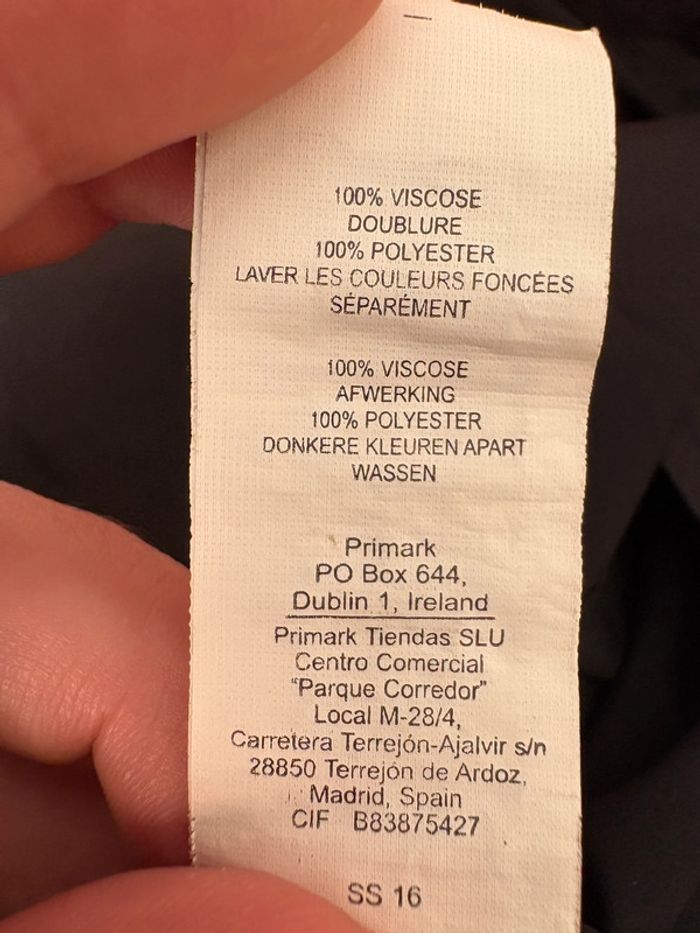 100% VISCOSE
DOUBLURE
100% POLYESTER
LAVER LES COULEURS FONCÉES
SÉPARÉMENT
100% VISCOSE
AFWERKING
100% POLYESTER
DONKERE KLEUREN APART
WASSEN
Primark
PO Box 644,
Dublin 1, Ireland
Primark Tiendas SLU
Centro Comercial
"Parque Corredor"
Local M-28/4,
Carretera Terrejón-Ajalvir s/n
28850 Terrejón de Ardoz,
Madrid, Spain
CIF B83875427
SS 16